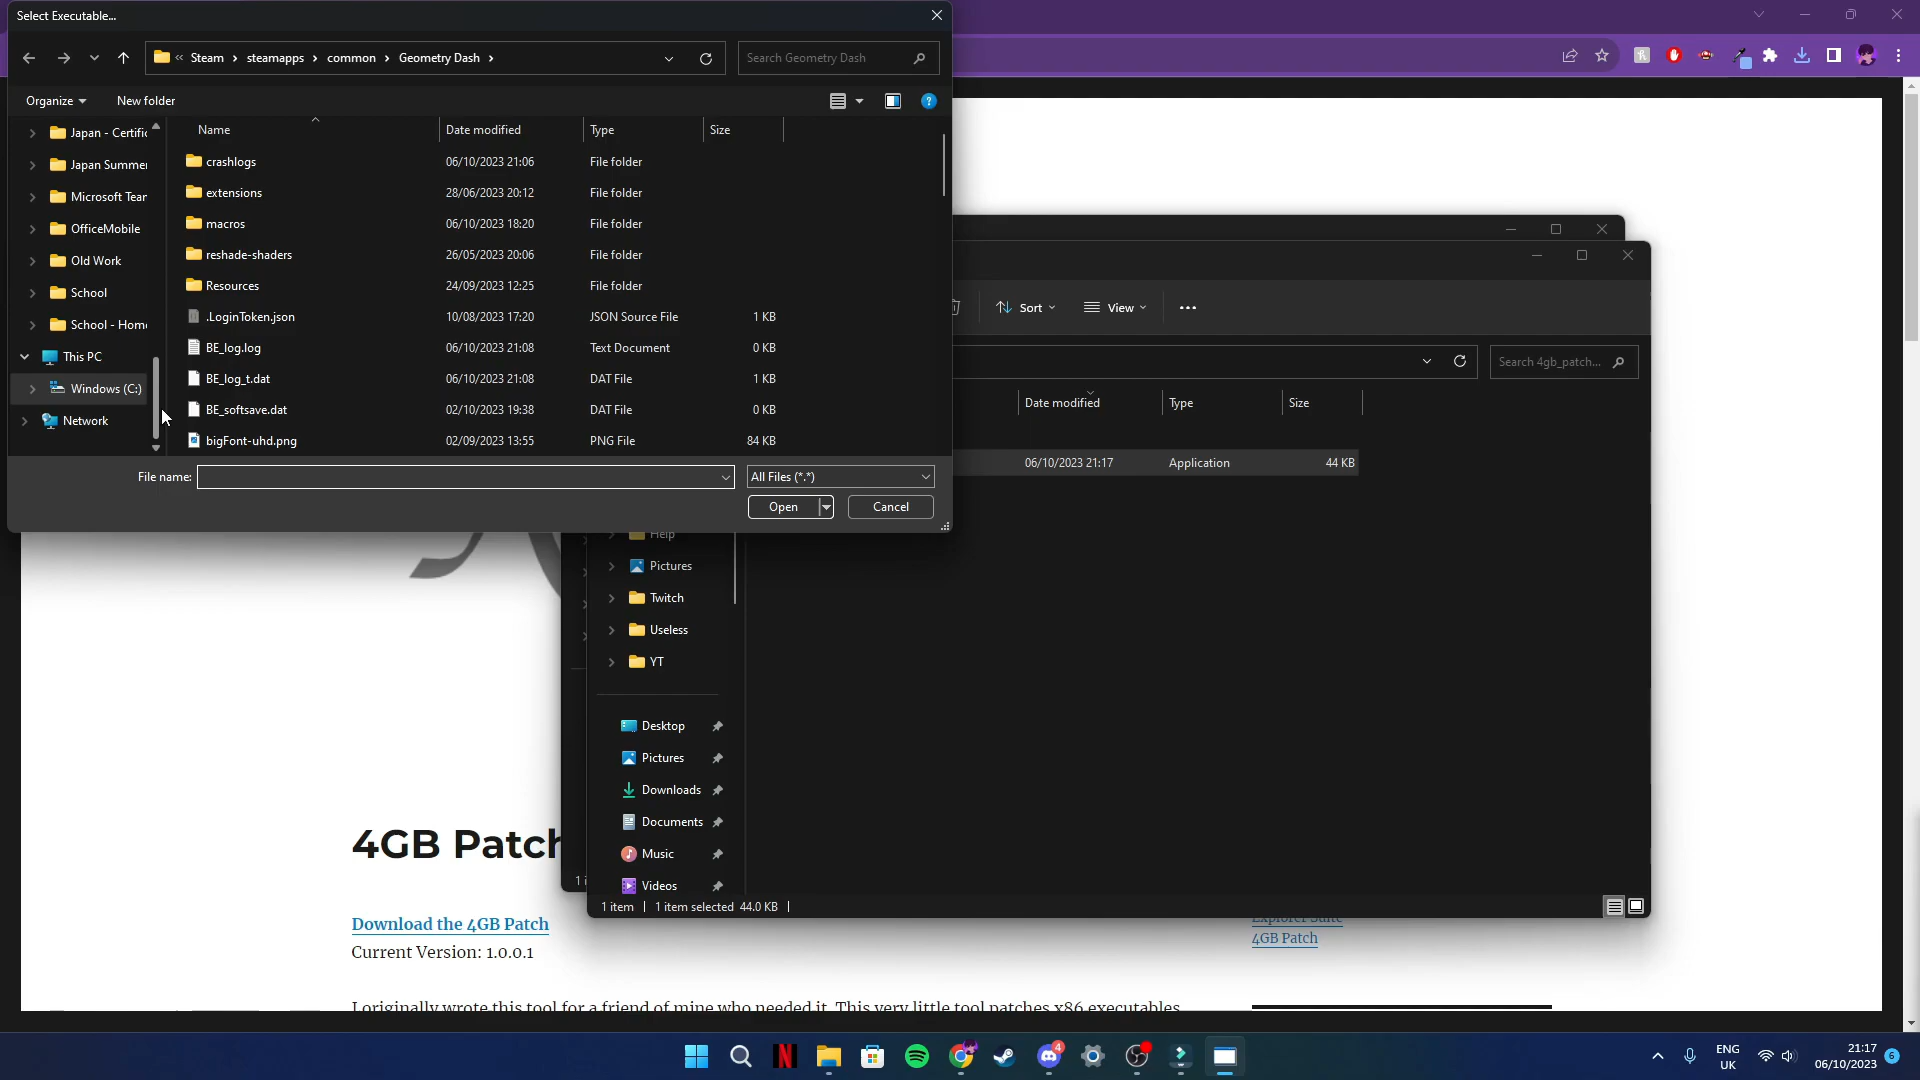 Select Executable...
« Steam › steamapps › common › Geometry Dash ›
Search Geometry Dash
Organize
New folder
Name
Date modified
Type
Size
Japan - Certific
Japan Summer
Microsoft Tear
OfficeMobile
Old Work
School
School - Home
This PC
Windows (C:)
Network
crashlogs 06/10/2023 21:06 File folder
extensions 28/06/2023 20:12 File folder
macros 06/10/2023 18:20 File folder
reshade-shaders 26/05/2023 20:06 File folder
Resources 24/09/2023 12:25 File folder
.LoginToken.json 10/08/2023 17:20 JSON Source File 1 KB
BE_log.log 06/10/2023 21:08 Text Document 0 KB
BE_log_t.dat 06/10/2023 21:08 DAT File 1 KB
BE_softsave.dat 02/10/2023 19:38 DAT File 0 KB
bigFont-uhd.png 02/09/2023 13:55 PNG File 84 KB
File name:
All Files (*.*)
Open
Cancel
Sort
View
Search 4gb_patch...
Date modified
Type
Size
06/10/2023 21:17 Application 44 KB
Help
Pictures
Twitch
Useless
YT
Desktop
Pictures
Downloads
Documents
Music
Videos
1 item
1 item selected 44.0 KB
4GB Patch
Download the 4GB Patch
Current Version: 1.0.0.1
I originally wrote this tool for a friend of mine who needed it. This very little tool patches x86 executables
Explorer Suite
4GB Patch
4
ENG
UK
21:17
06/10/2023
6